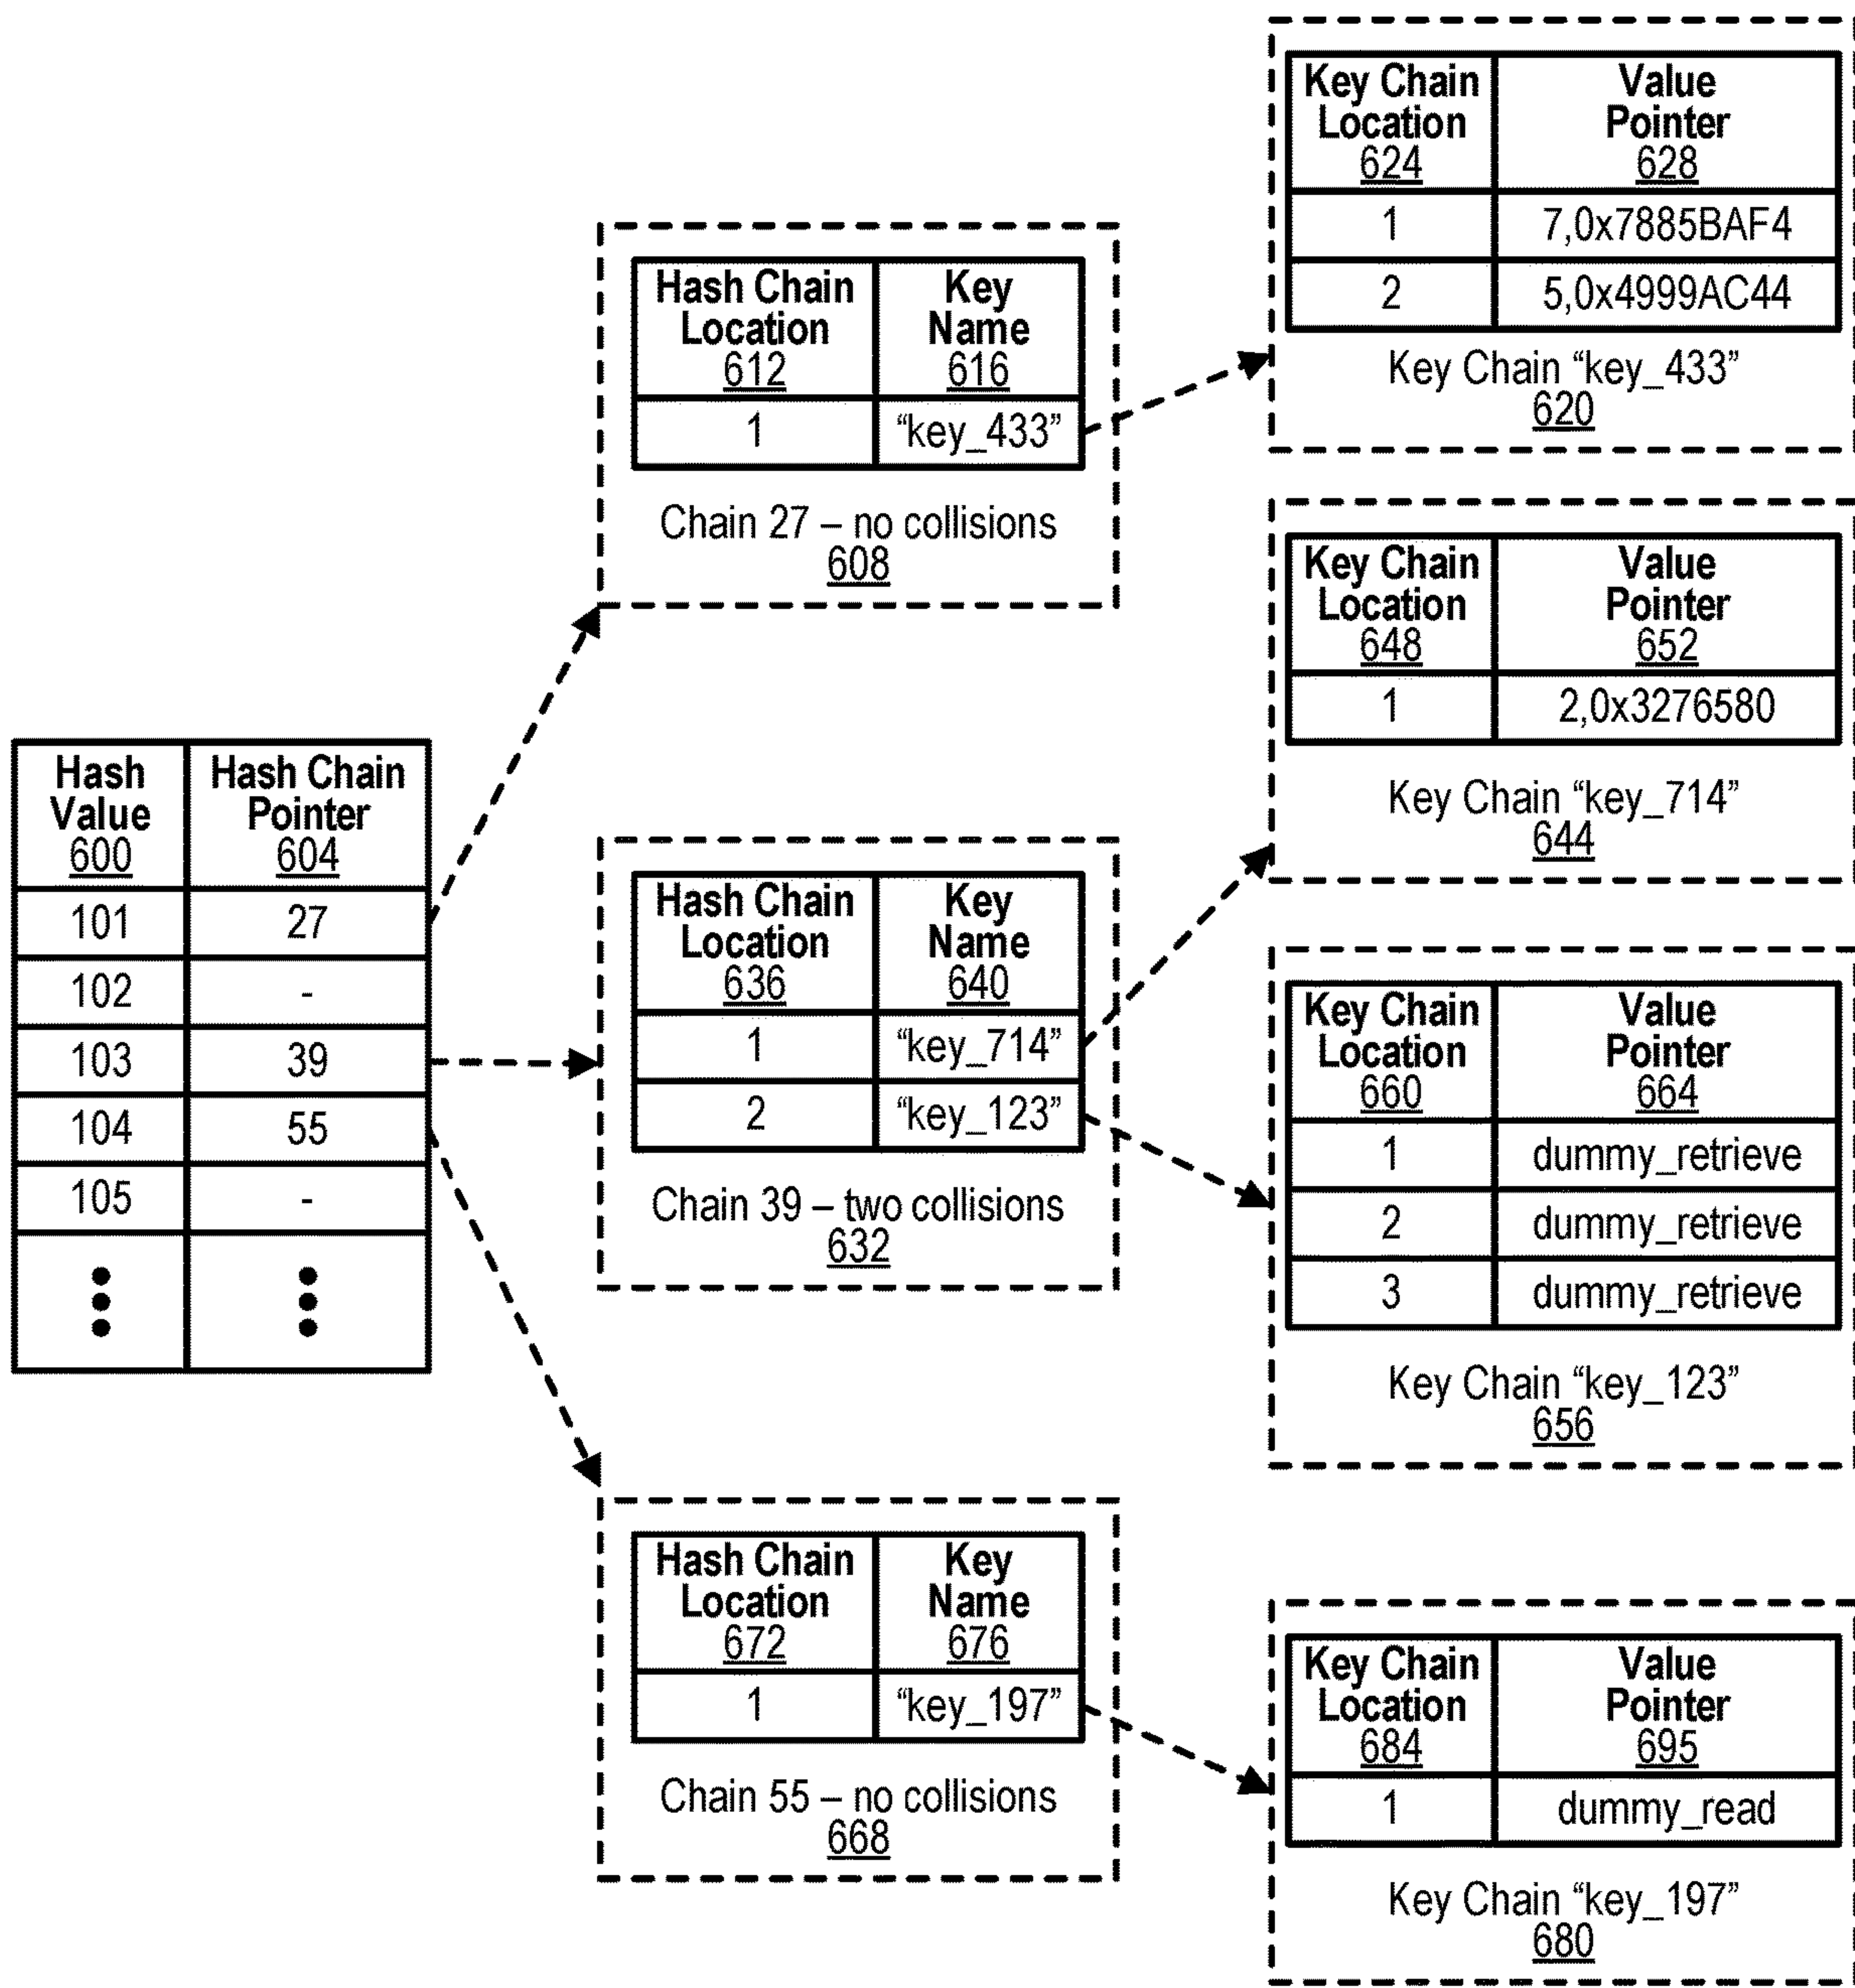 Hash Value 600 Hash Chain Pointer 604
101 27
102 -
103 39
104 55
105 -
Hash Chain Location 612 Key Name 616
1 “key_433”
Chain 27 – no collisions
608
Hash Chain Location 636 Key Name 640
1 “key_714”
2 “key_123”
Chain 39 – two collisions
632
Hash Chain Location 672 Key Name 676
1 “key_197”
Chain 55 – no collisions
668
Key Chain Location 624 Value Pointer 628
1 7,0x7885BAF4
2 5,0x4999AC44
Key Chain “key_433”
620
Key Chain Location 648 Value Pointer 652
1 2,0x3276580
Key Chain “key_714”
644
Key Chain Location 660 Value Pointer 664
1 dummy_retrieve
2 dummy_retrieve
3 dummy_retrieve
Key Chain “key_123”
656
Key Chain Location 684 Value Pointer 695
1 dummy_read
Key Chain “key_197”
680